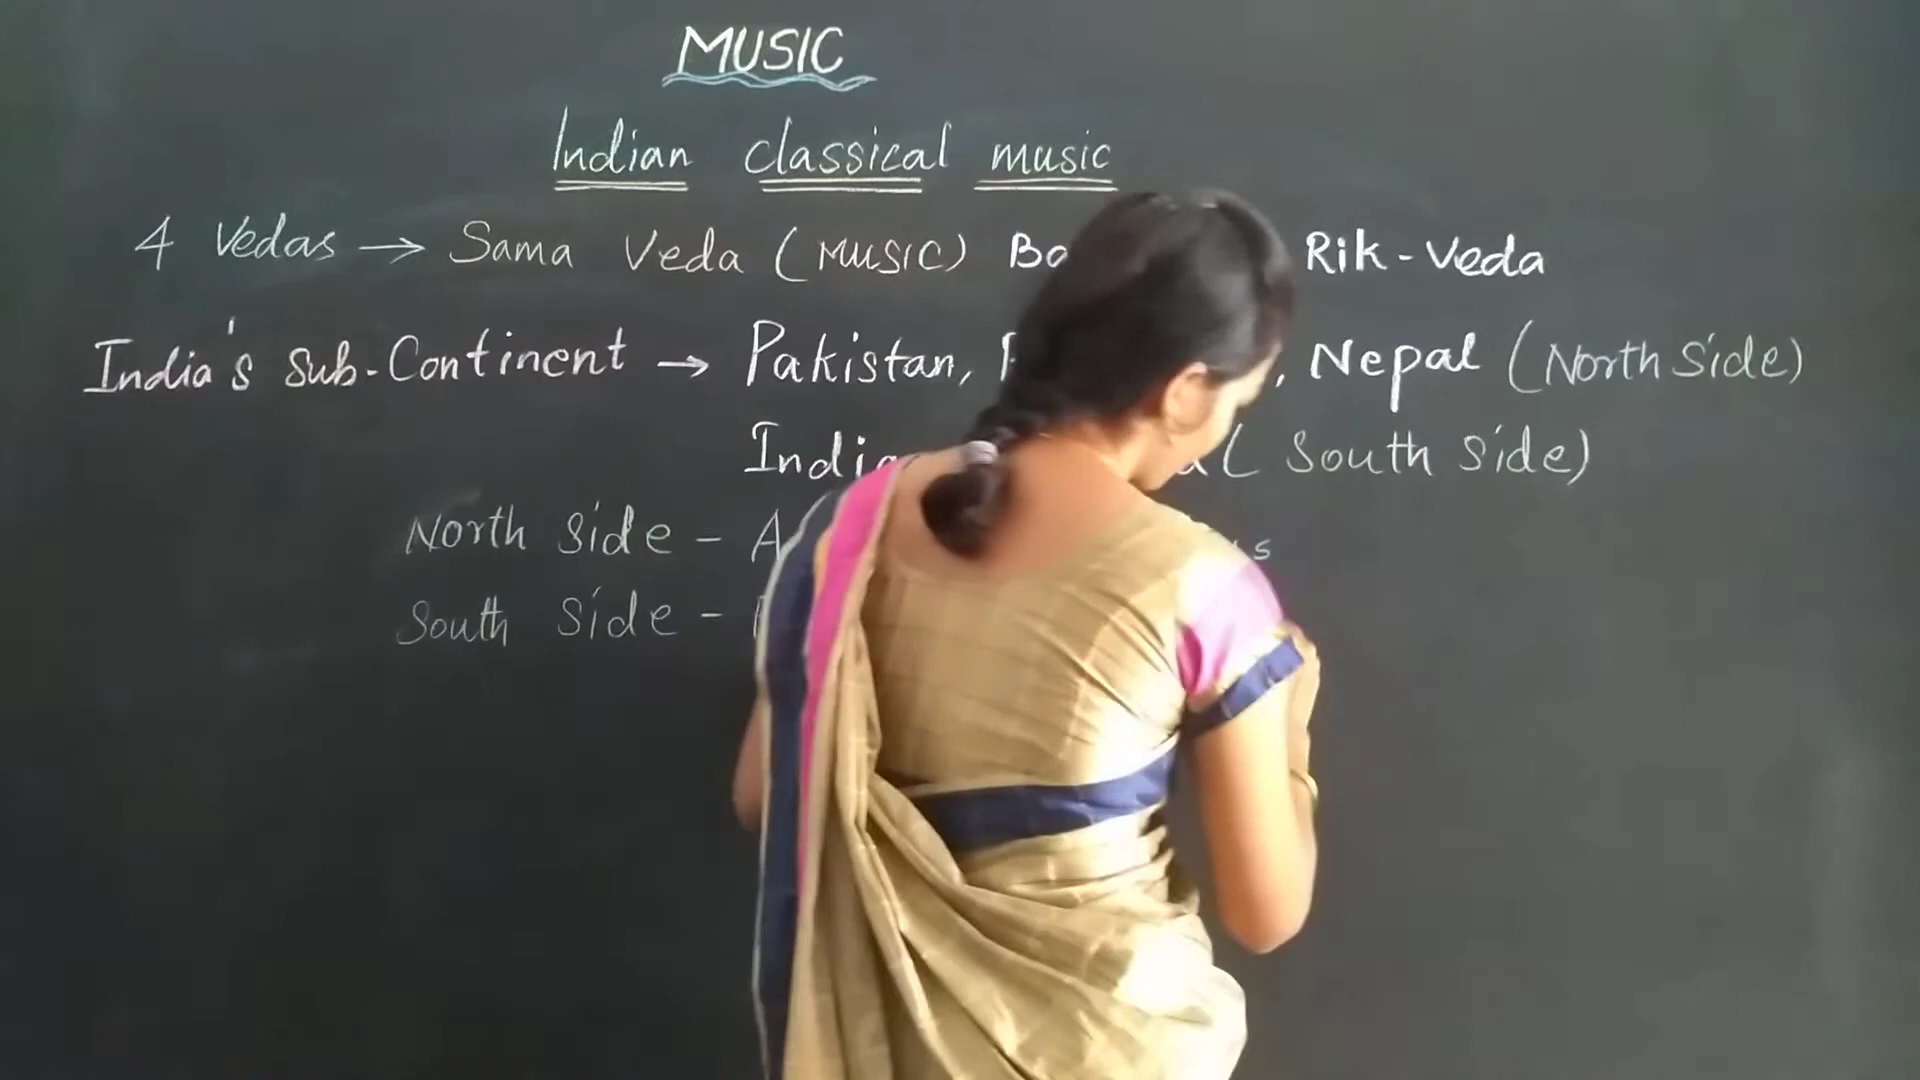 MUSIC
Indian classical music
4 Vedas → Sama Veda (MUSIC) Rik-Veda
India's Sub-Continent → Pakistan, , Nepal (North Side)
(South Side)
North Side -
South Side -